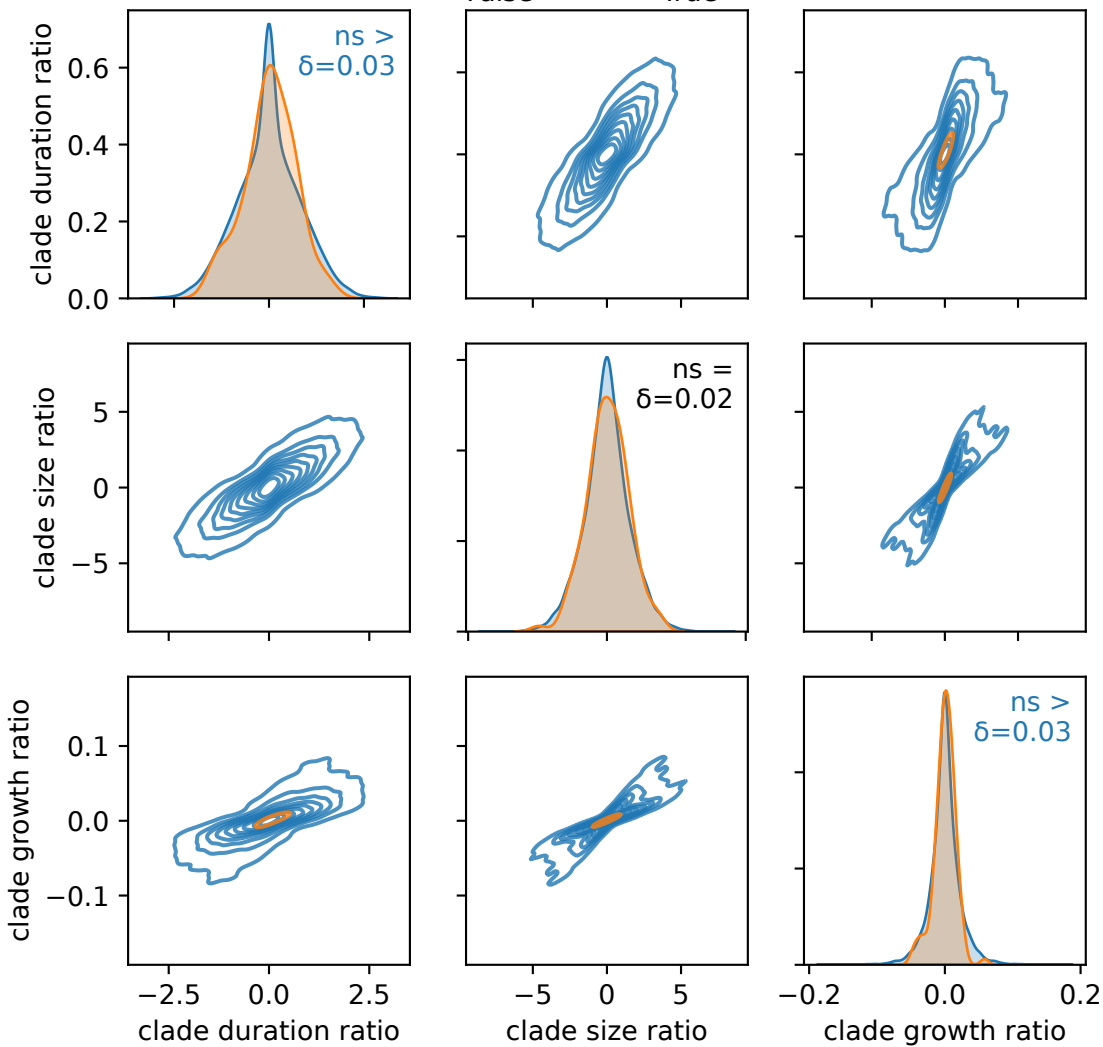 clade duration ratio
0.6
0.4
0.2
0.0
ns >
δ=0.03
clade size ratio
5
0
−5
ns =
δ=0.02
clade growth ratio
0.1
0.0
−0.1
ns >
δ=0.03
−2.5 0.0 2.5
−5 0 5
−0.2 0.0 0.2
clade duration ratio
clade size ratio
clade growth ratio